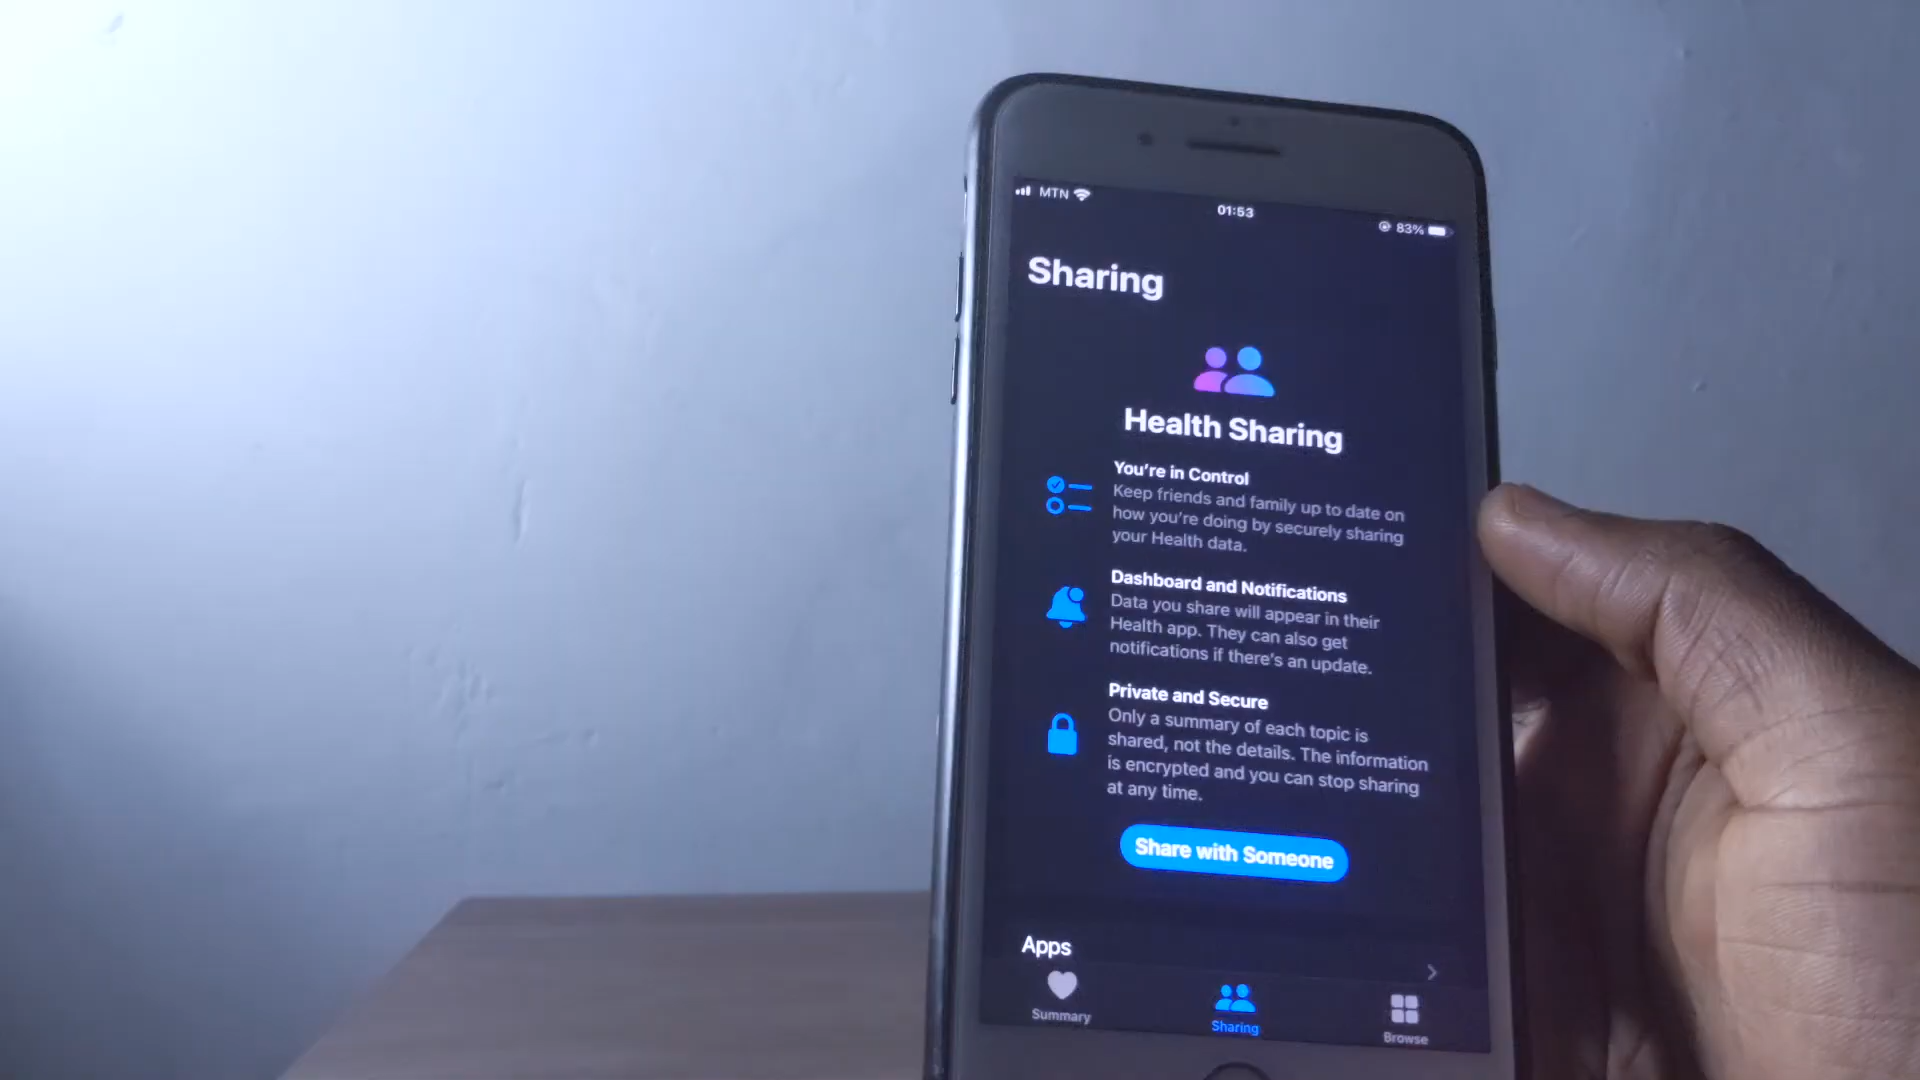 MTN
01:53
83%
Sharing
Health Sharing
You're in Control
Keep friends and family up to date on
how you're doing by securely sharing
your Health data.
Dashboard and Notifications
Data you share will appear in their
Health app. They can also get
notifications if there's an update.
Private and Secure
Only a summary of each topic is
shared, not the details. The information
is encrypted and you can stop sharing
at any time.
Share with Someone
Apps
Summary
Sharing
Browse